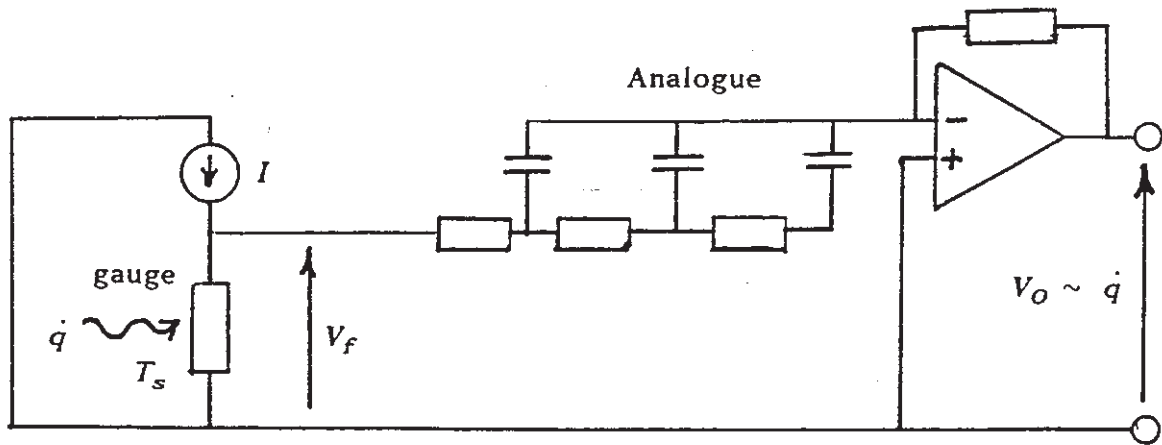 Analogue
−
+
I
gauge
q̇
T_s
V_f
V_O ~ q̇